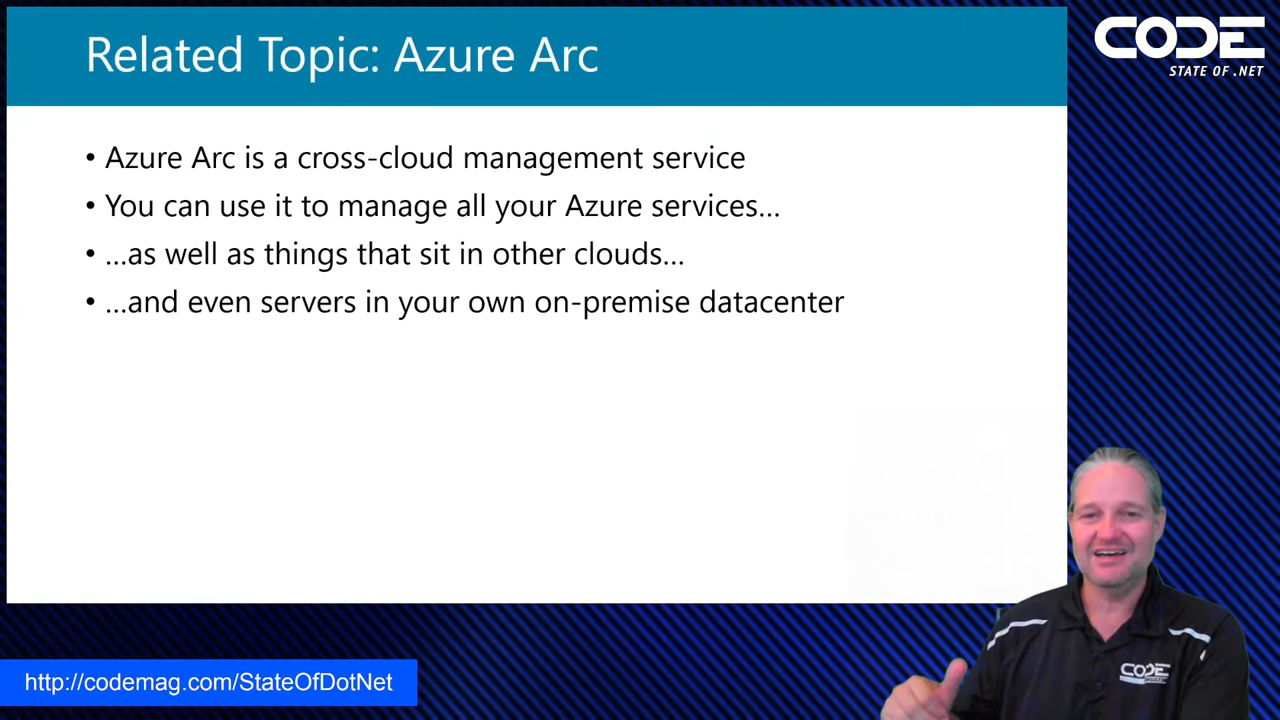 Related Topic: Azure Arc
CODE
STATE OF .NET
• Azure Arc is a cross-cloud management service
• You can use it to manage all your Azure services…
• …as well as things that sit in other clouds…
• …and even servers in your own on-premise datacenter
CODE
http://codemag.com/StateOfDotNet